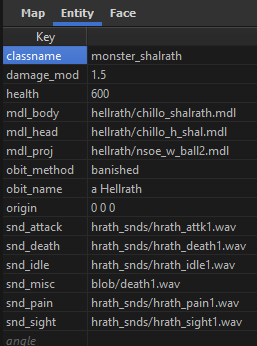 Map Entity Face
Key
classname monster_shalrath
damage_mod 1.5
health 600
mdl_body hellrath/chillo_shalrath.mdl
mdl_head hellrath/chillo_h_shal.mdl
mdl_proj hellrath/nsoe_w_ball2.mdl
obit_method banished
obit_name a Hellrath
origin 0 0 0
snd_attack hrath_snds/hrath_attk1.wav
snd_death hrath_snds/hrath_death1.wav
snd_idle hrath_snds/hrath_idle1.wav
snd_misc blob/death1.wav
snd_pain hrath_snds/hrath_pain1.wav
snd_sight hrath_snds/hrath_sight1.wav
angle